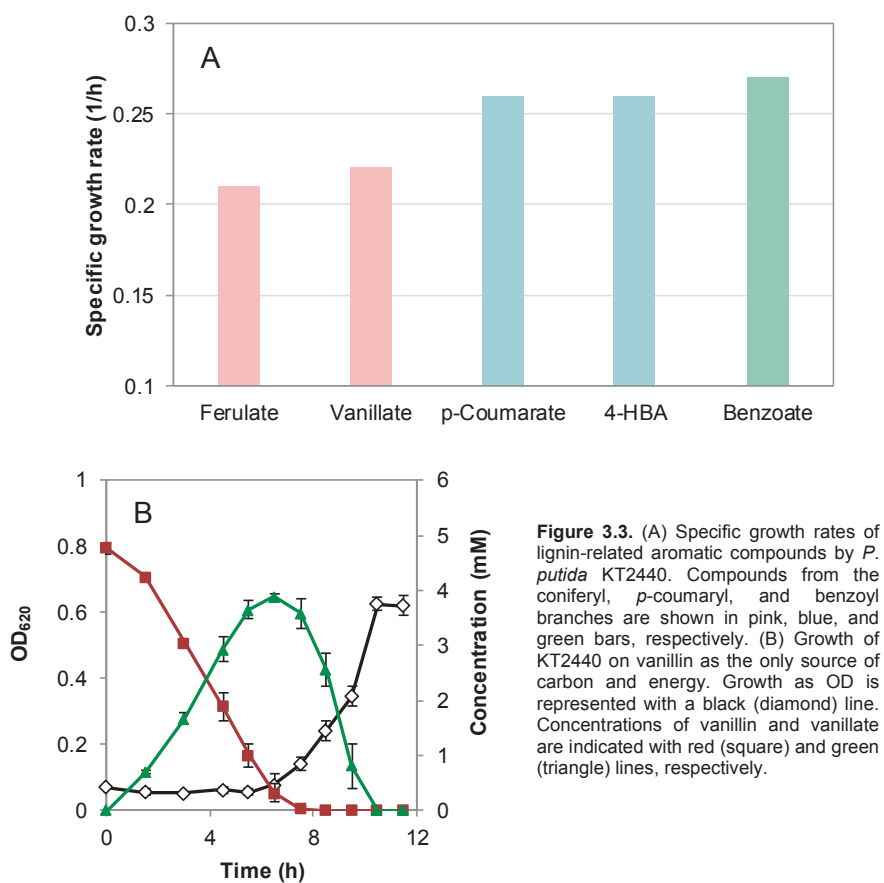 A
Specific growth rate (1/h)
0.3
0.25
0.2
0.15
0.1
Ferulate Vanillate p-Coumarate 4-HBA Benzoate
B
OD620
1
0.8
0.6
0.4
0.2
0
Concentration (mM)
6
5
4
3
2
1
0
0 4 8 12
Time (h)
Figure 3.3. (A) Specific growth rates of
lignin-related aromatic compounds by P.
putida KT2440. Compounds from the
coniferyl, p-coumaryl, and benzoyl
branches are shown in pink, blue, and
green bars, respectively. (B) Growth of
KT2440 on vanillin as the only source of
carbon and energy. Growth as OD is
represented with a black (diamond) line.
Concentrations of vanillin and vanillate
are indicated with red (square) and green
(triangle) lines, respectively.